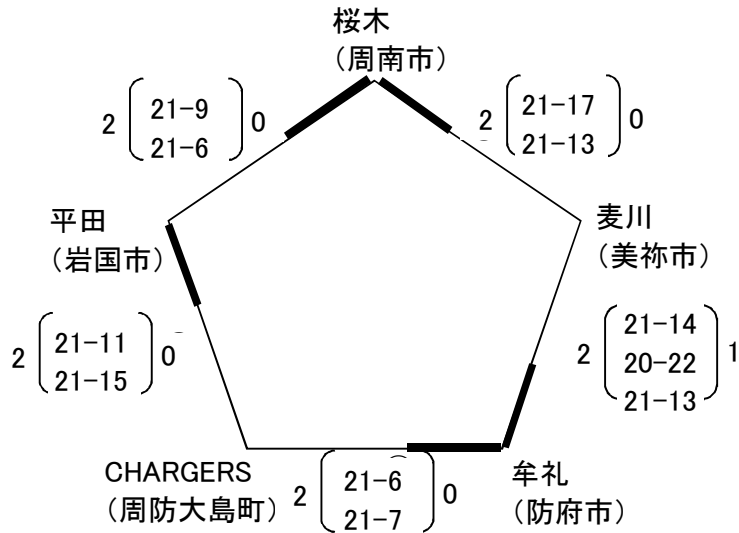 桜木
（周南市）
2 21-9 0
21-6
2 21-17 0
21-13
平田
（岩国市）
麦川
（美祢市）
2 21-11 0
21-15
2 21-14 1
20-22
21-13
CHARGERS
（周防大島町）
2 21-6 0
21-7
牟礼
（防府市）